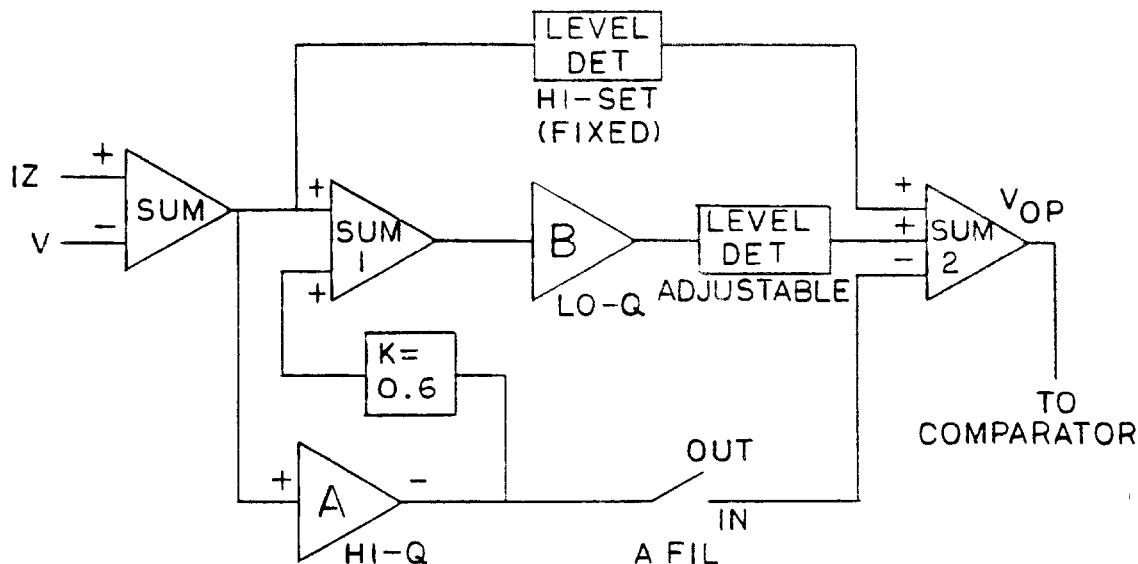 LEVEL
DET
HI-SET
(FIXED)
+
IZ
SUM
V
-
+
SUM
1
+
B
LO-Q
LEVEL
DET
ADJUSTABLE
+
+
-
SUM
2
VOP
K=
0.6
TO
COMPARATOR
+
A
-
HI-Q
OUT
IN
A FIL